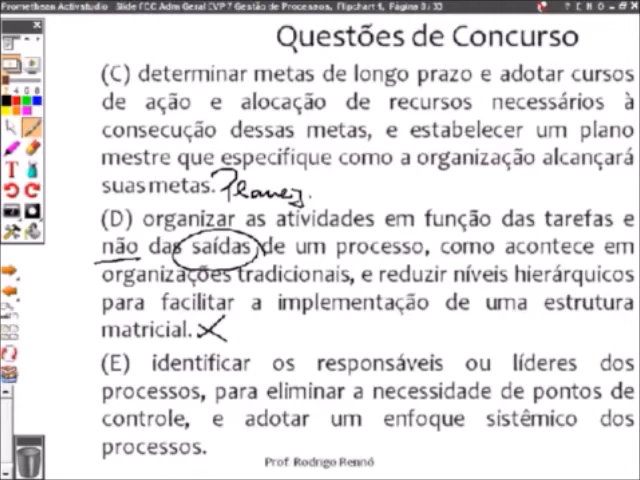 Promethean Activstudio - Slide FCC Adm Geral EVP 7 Gestão de Processos, Flipchart 1, Página 8 / 33
Questões de Concurso
(C) determinar metas de longo prazo e adotar cursos
de ação e alocação de recursos necessários à
consecução dessas metas, e estabelecer um plano
mestre que especifique como a organização alcançará
suas metas. Planej.
(D) organizar as atividades em função das tarefas e
não das saídas de um processo, como acontece em
organizações tradicionais, e reduzir níveis hierárquicos
para facilitar a implementação de uma estrutura
matricial. X
(E) identificar os responsáveis ou líderes dos
processos, para eliminar a necessidade de pontos de
controle, e adotar um enfoque sistêmico dos
processos.
Prof. Rodrigo Rennó